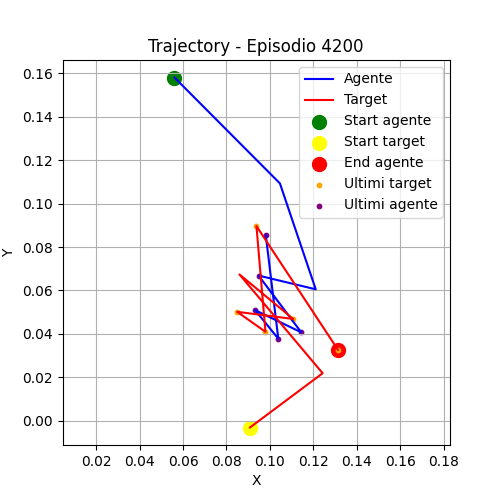 Trajectory - Episodio 4200
Agente
Target
Start agente
Start target
End agente
Ultimi target
Ultimi agente
0.16
0.14
0.12
0.10
0.08
0.06
0.04
0.02
0.00
Y
0.02 0.04 0.06 0.08 0.10 0.12 0.14 0.16 0.18
X